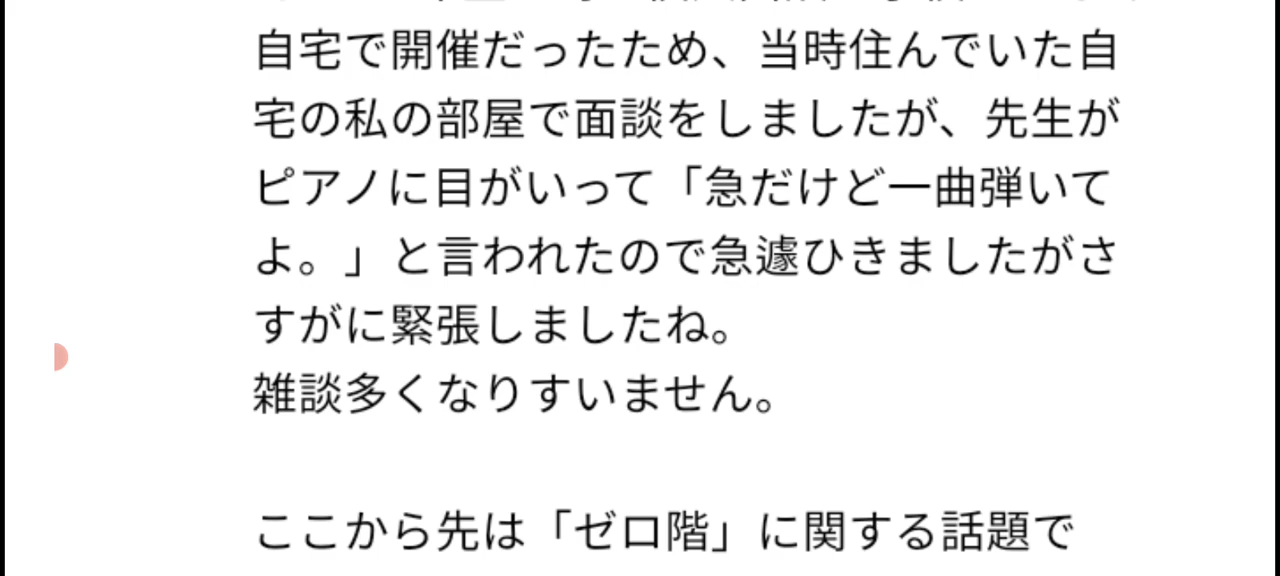 自宅で開催だったため、当時住んでいた自
宅の私の部屋で面談をしましたが、先生が
ピアノに目がいって「急だけど一曲弾いて
よ。」と言われたので急遽ひきましたがさ
すがに緊張しましたね。
雑談多くなりすいません。
ここから先は「ゼロ階」に関する話題で